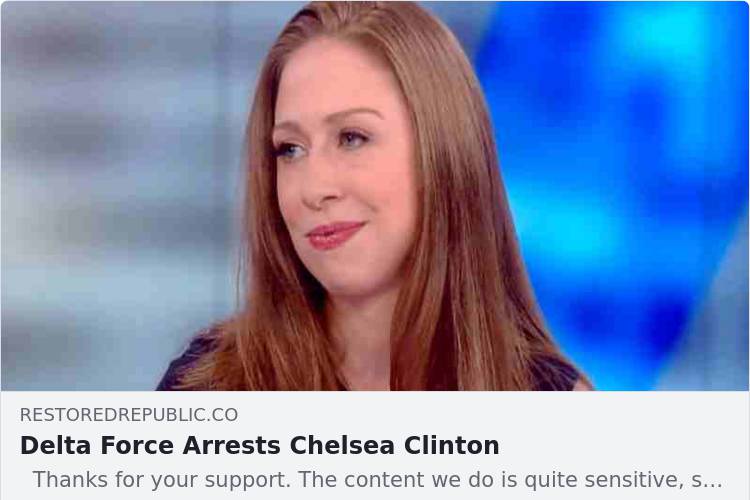 RESTOREDREPUBLIC.CO
Delta Force Arrests Chelsea Clinton
Thanks for your support. The content we do is quite sensitive, s...